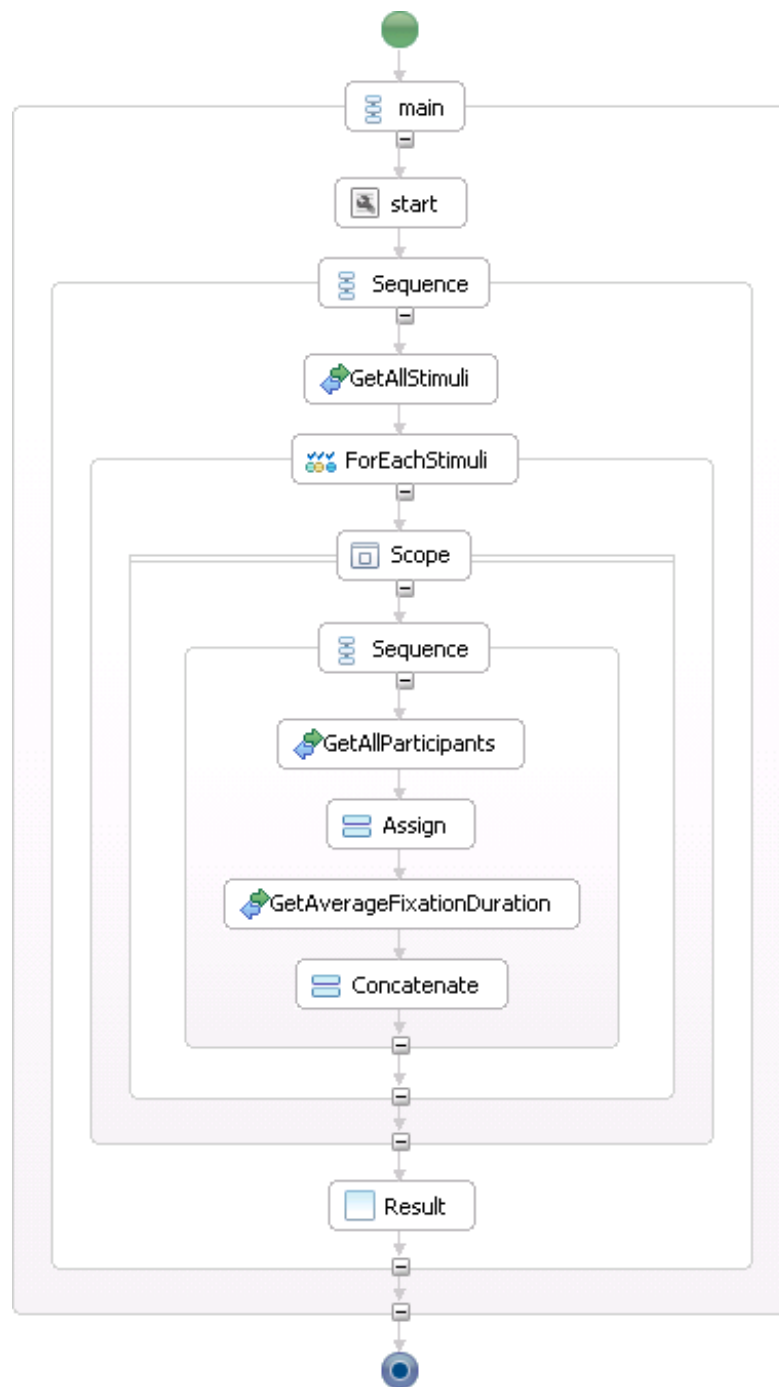 main
start
Sequence
GetAllStimuli
ForEachStimuli
Scope
Sequence
GetAllParticipants
Assign
GetAverageFixationDuration
Concatenate
Result